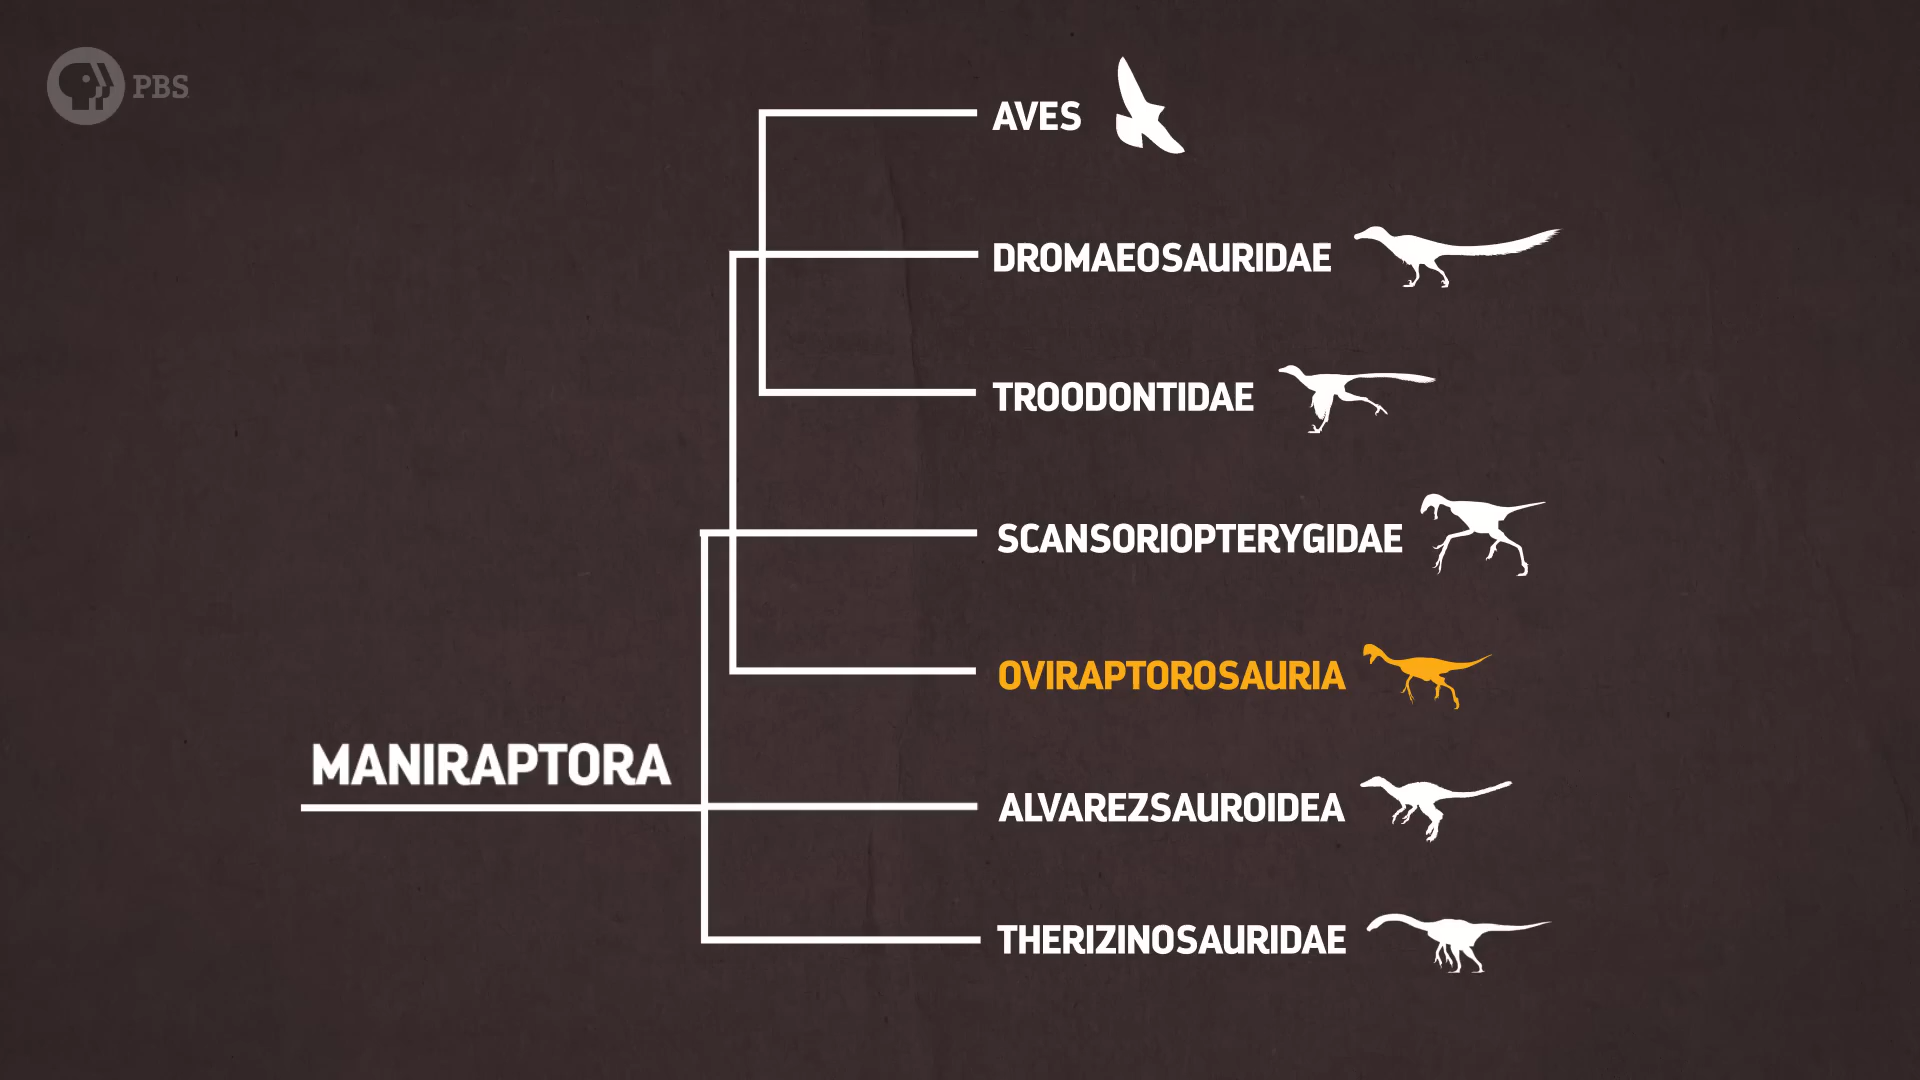 PBS
AVES
DROMAEOSAURIDAE
TROODONTIDAE
SCANSORIOPTERYGIDAE
OVIRAPTOROSAURIA
MANIRAPTORA
ALVAREZSAUROIDEA
THERIZINOSAURIDAE